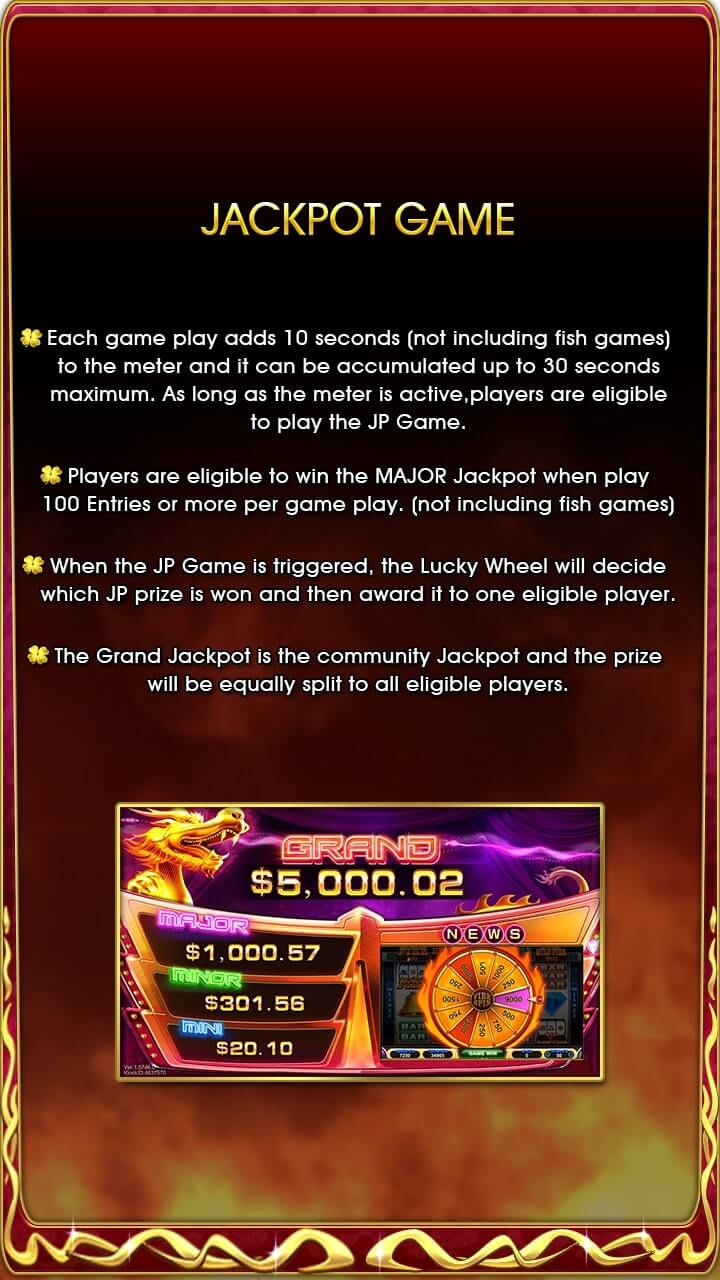 JACKPOT GAME
Each game play adds 10 seconds (not including fish games)
to the meter and it can be accumulated up to 30 seconds
maximum. As long as the meter is active,players are eligible
to play the JP Game.
Players are eligible to win the MAJOR Jackpot when play
100 Entries or more per game play. (not including fish games)
When the JP Game is triggered, the Lucky Wheel will decide
which JP prize is won and then award it to one eligible player.
The Grand Jackpot is the community Jackpot and the prize
will be equally split to all eligible players.
GRAND
$5,000.02
MAJOR
$1,000.57
MINOR
$301.56
MINI
$20.10
NEWS
FIRE
SPIN
9000
1500
GAME WIN